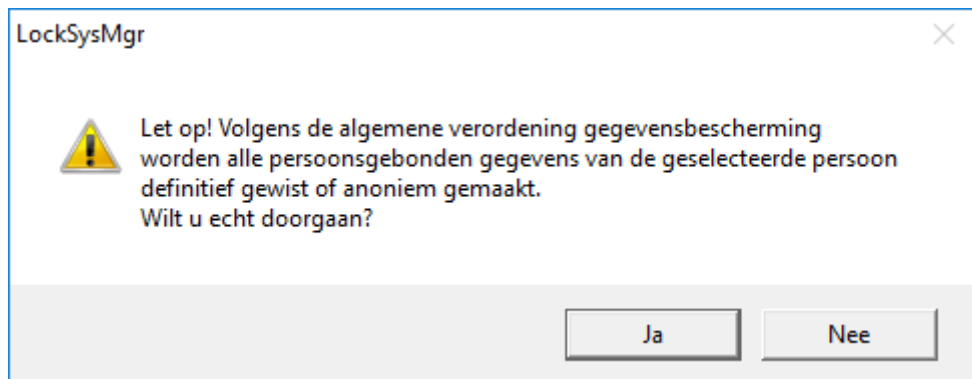 LockSysMgr
Let op! Volgens de algemene verordening gegevensbescherming
worden alle persoonsgebonden gegevens van de geselecteerde persoon
definitief gewist of anoniem gemaakt.
Wilt u echt doorgaan?
Ja
Nee